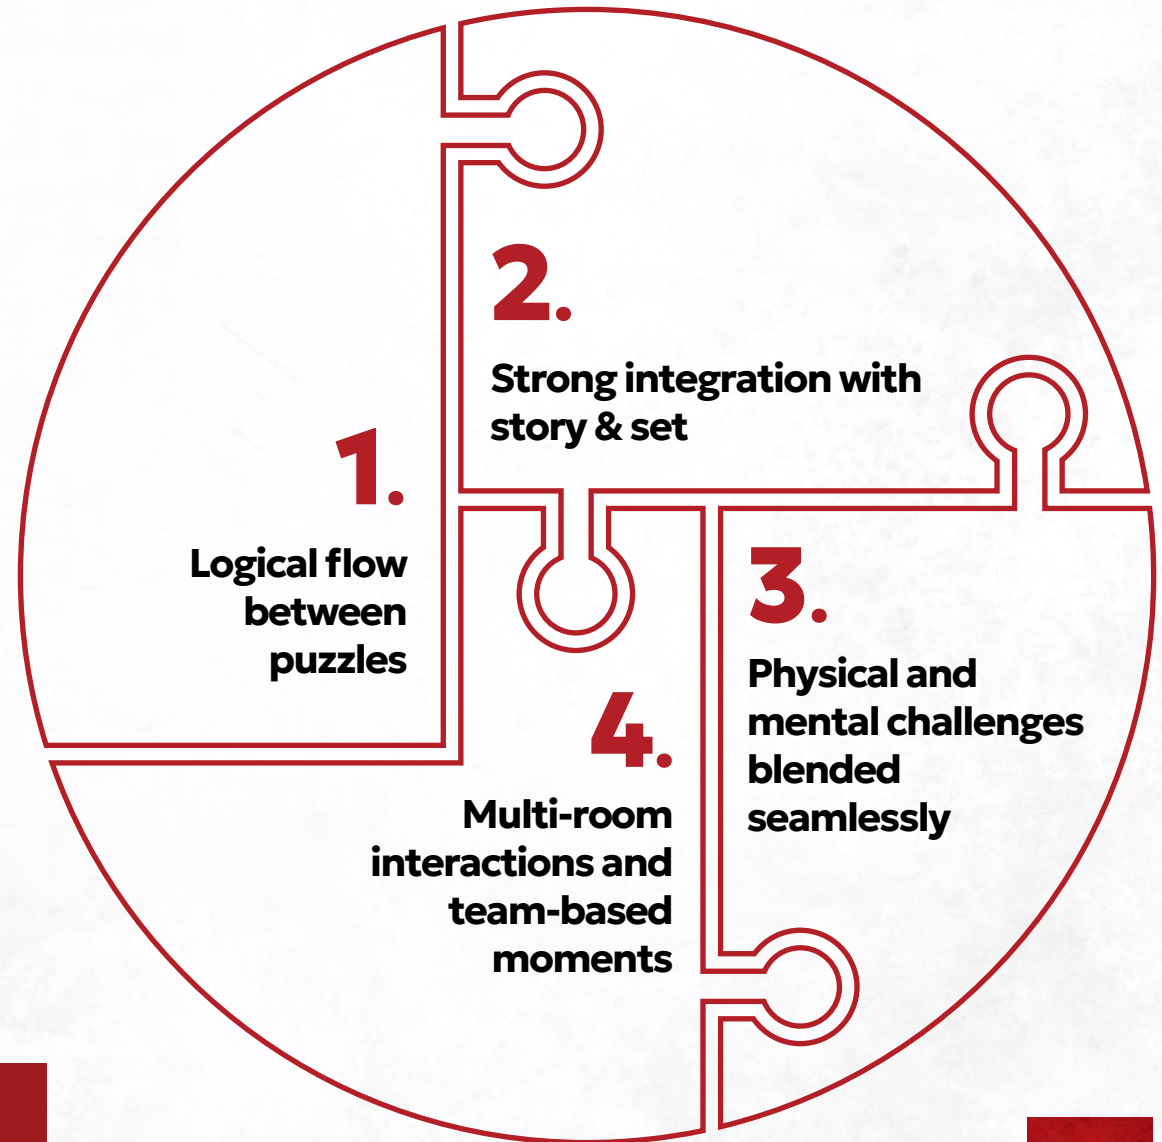 1.
Logical flow
between
puzzles
2.
Strong integration with
story & set
3.
Physical and
mental challenges
blended
seamlessly
4.
Multi-room
interactions and
team-based
moments